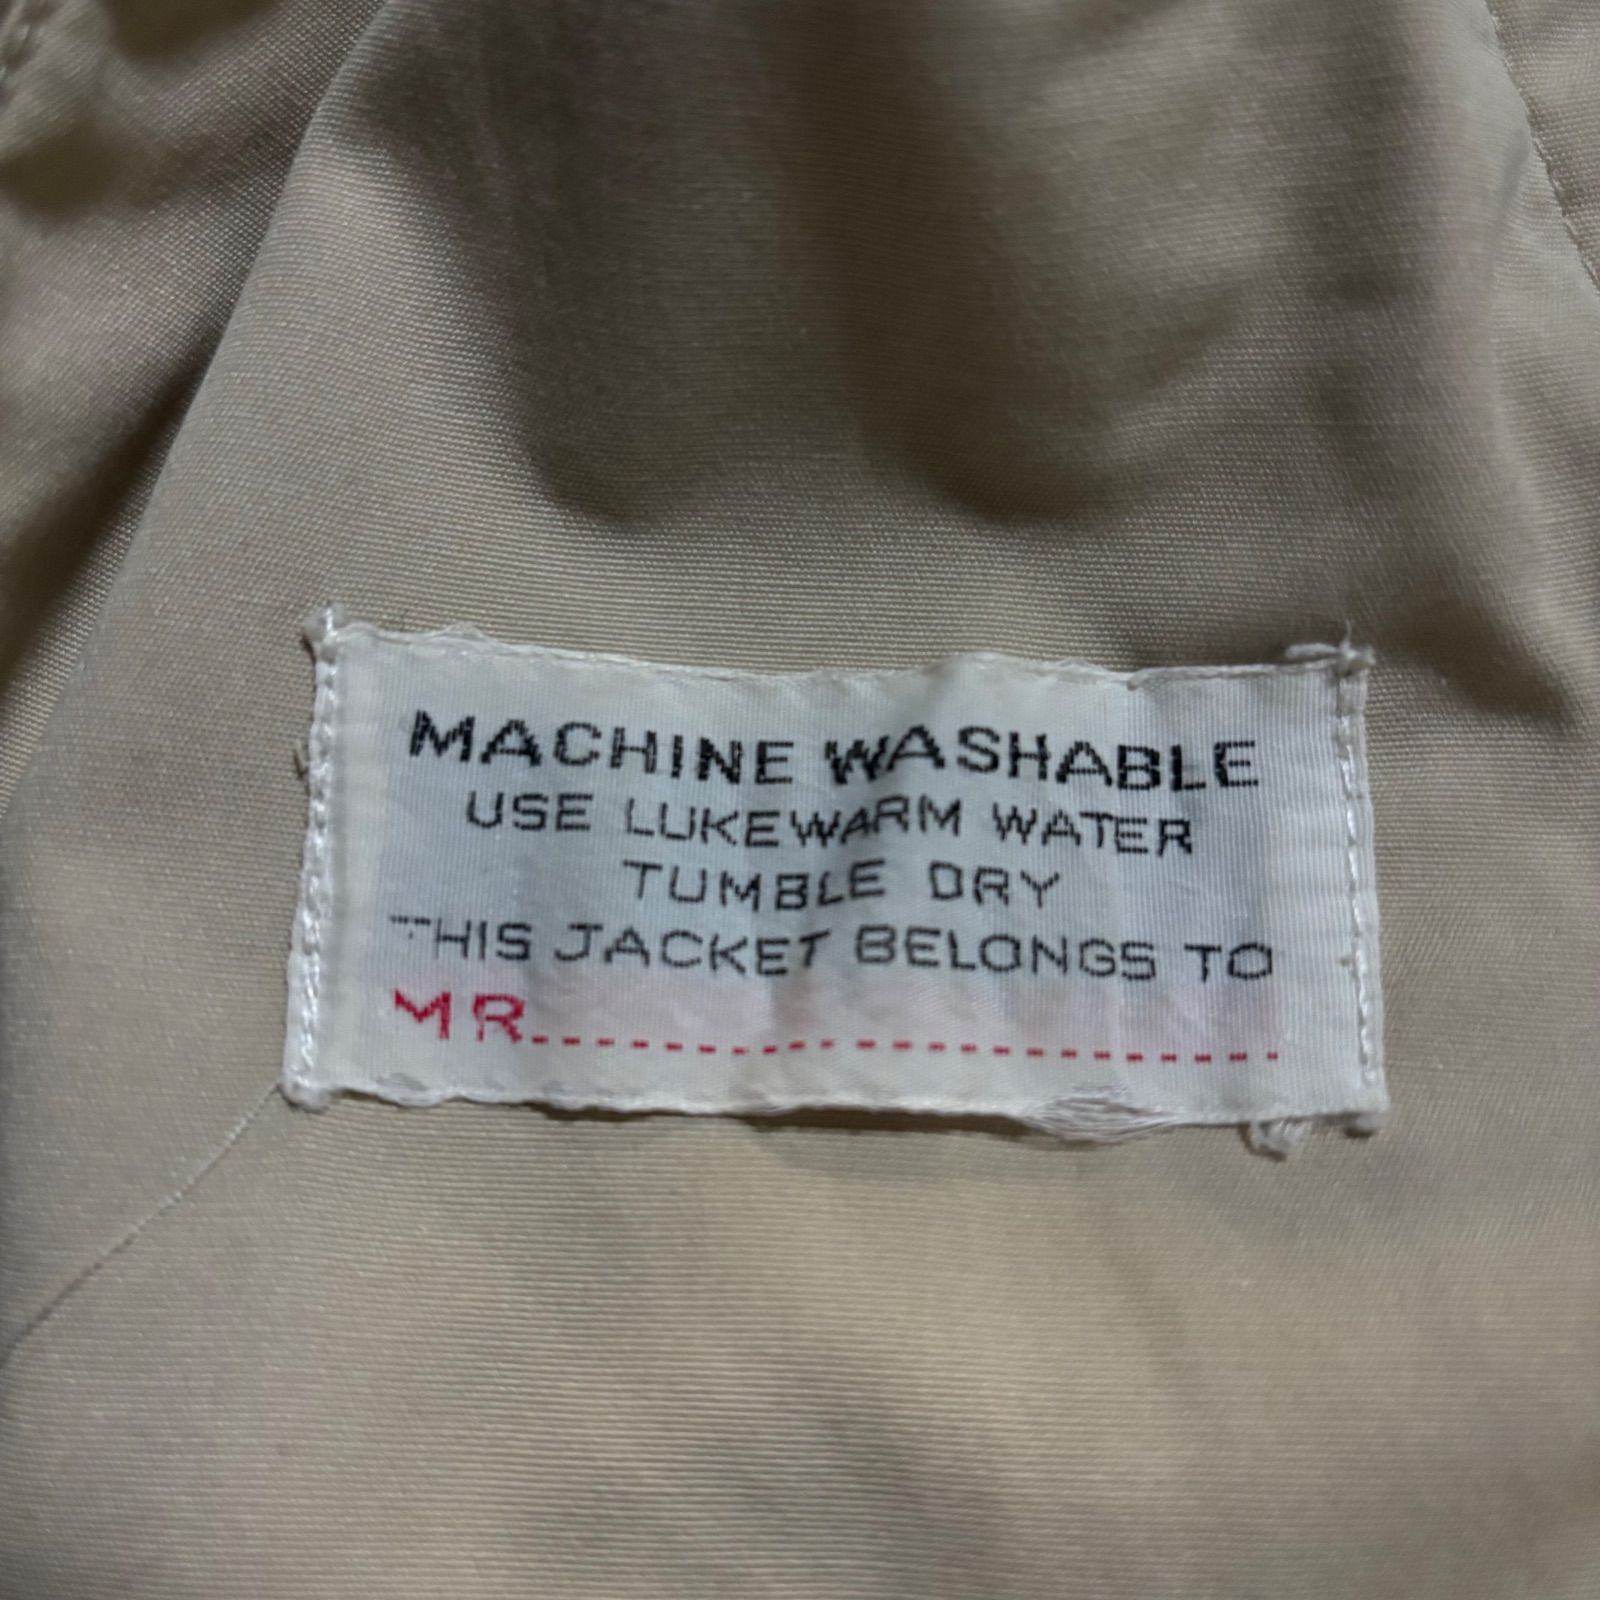 MACHINE WASHABLE
USE LUKEWARM WATER
TUMBLE DRY
THIS JACKET BELONGS TO
MR.......................